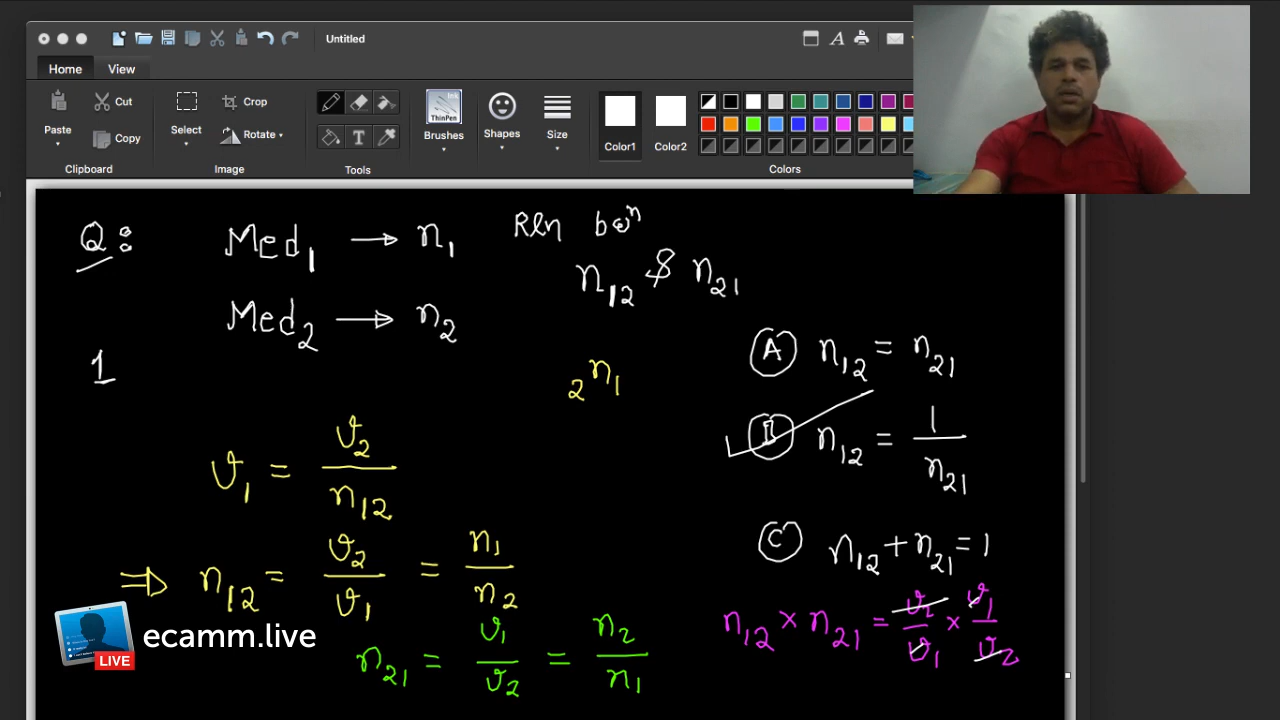 Untitled
Home View
Paste Cut Copy
Clipboard
Select Crop Rotate
Image
Tools
ThinPen
Brushes
Shapes
Size
Color1
Color2
Colors
Q: Med₁ → n₁ Rln bwⁿ
n₁₂ & n₂₁
Med₂ → n₂
1
₂n₁
Ⓐ n₁₂ = n₂₁
Ⓑ n₁₂ = 1/n₂₁
v₁ = v₂/n₁₂
Ⓒ n₁₂ + n₂₁ = 1
⇒ n₁₂ = v₂/v₁ = n₁/n₂
n₁₂ × n₂₁ = v₂/v₁ × v₁/v₂
n₂₁ = v₁/v₂ = n₂/n₁
ecamm.live
LIVE